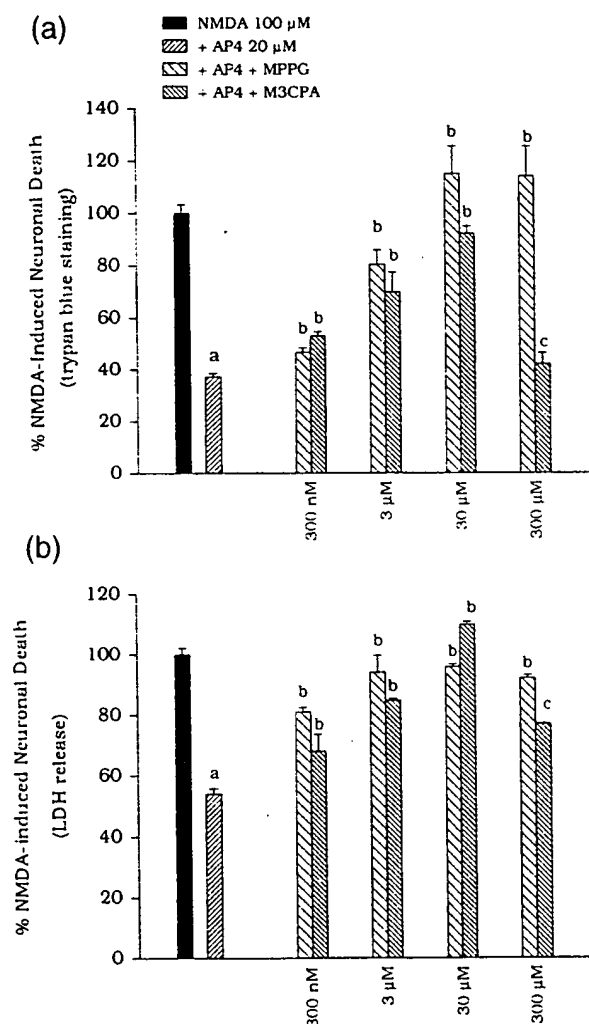 (a)
NMDA 100 µM
+ AP4 20 µM
+ AP4 + MPPG
÷ AP4 + M3CPA
% NMDA-Induced Neuronal Death
(trypan blue staining)
140
120
100
80
60
40
20
0
a
b b
b b
b b
b c
300 nM
3 µM
30 µM
300 µM
(b)
% NMDA-induced Neuronal Death
(LDH release)
120
100
80
60
40
20
0
a
b b
b b
b b
b c
300 nM
3 µM
30 µM
300 µM